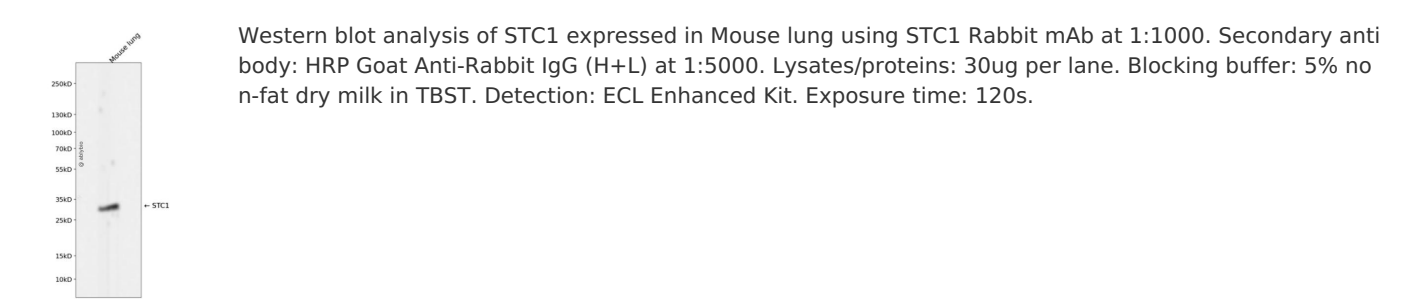 Mouse lung
Western blot analysis of STC1 expressed in Mouse lung using STC1 Rabbit mAb at 1:1000. Secondary anti
body: HRP Goat Anti-Rabbit IgG (H+L) at 1:5000. Lysates/proteins: 30ug per lane. Blocking buffer: 5% no
n-fat dry milk in TBST. Detection: ECL Enhanced Kit. Exposure time: 120s.
250kD
130kD
100kD
70kD
55kD
35kD
← STC1
25kD
15kD
10kD